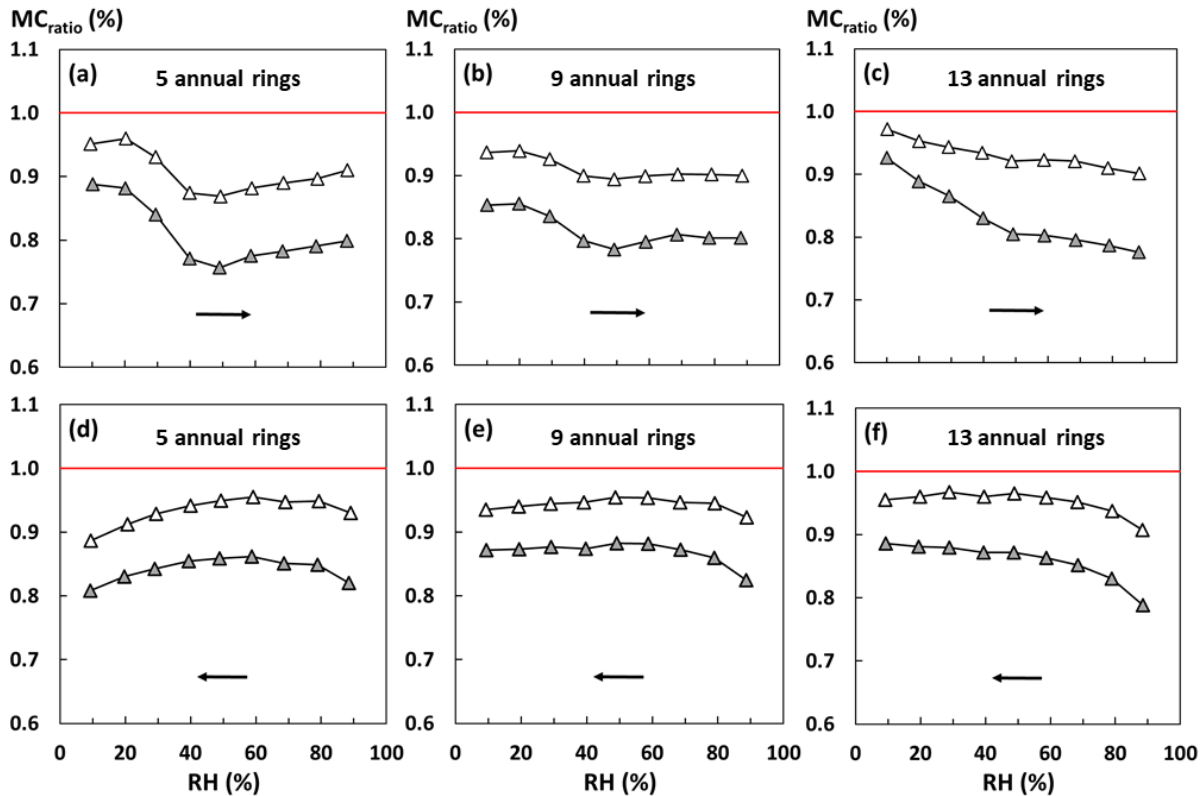 MCratio (%) MCratio (%) MCratio (%)
1.1 1.1 1.1
(a) 5 annual rings (b) 9 annual rings (c) 13 annual rings
1.0 1.0 1.0
0.9 0.9 0.9
0.8 0.8 0.8
0.7 0.7 0.7
0.6 0.6 0.6
1.1 1.1 1.1
(d) 5 annual rings (e) 9 annual rings (f) 13 annual rings
1.0 1.0 1.0
0.9 0.9 0.9
0.8 0.8 0.8
0.7 0.7 0.7
0.6 0.6 0.6
0 20 40 60 80 100 0 20 40 60 80 100 0 20 40 60 80 100
RH (%) RH (%) RH (%)